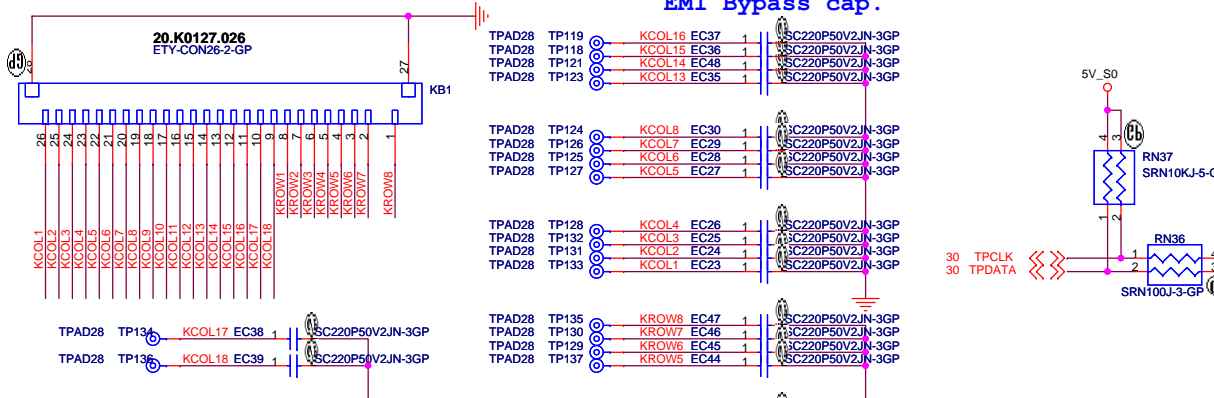 EMI Bypass cap.
20.K0127.026
ETY-CON26-2-GP
28
27
KB1
26 25 24 23 22 21 20 19 18 17 16 15 14 13 12 11 10 9 8 7 6 5 4 3 2 1
KCOL1 KCOL2 KCOL3 KCOL4 KCOL5 KCOL6 KCOL7 KCOL8 KCOL9 KCOL10 KCOL11 KCOL12 KCOL13 KCOL14 KCOL15 KCOL16 KCOL17 KCOL18 KROW1 KROW2 KROW3 KROW4 KROW5 KROW6 KROW7 KROW8
TPAD28 TP134 KCOL17 EC38 1 SC220P50V2JN-3GP
TPAD28 TP136 KCOL18 EC39 1 SC220P50V2JN-3GP
TPAD28 TP119 KCOL16 EC37 1 SC220P50V2JN-3GP
TPAD28 TP118 KCOL15 EC36 1 SC220P50V2JN-3GP
TPAD28 TP121 KCOL14 EC48 1 SC220P50V2JN-3GP
TPAD28 TP123 KCOL13 EC35 1 SC220P50V2JN-3GP
TPAD28 TP124 KCOL8 EC30 1 SC220P50V2JN-3GP
TPAD28 TP126 KCOL7 EC29 1 SC220P50V2JN-3GP
TPAD28 TP125 KCOL6 EC28 1 SC220P50V2JN-3GP
TPAD28 TP127 KCOL5 EC27 1 SC220P50V2JN-3GP
TPAD28 TP128 KCOL4 EC26 1 SC220P50V2JN-3GP
TPAD28 TP132 KCOL3 EC25 1 SC220P50V2JN-3GP
TPAD28 TP131 KCOL2 EC24 1 SC220P50V2JN-3GP
TPAD28 TP133 KCOL1 EC23 1 SC220P50V2JN-3GP
TPAD28 TP135 KROW8 EC47 1 SC220P50V2JN-3GP
TPAD28 TP130 KROW7 EC46 1 SC220P50V2JN-3GP
TPAD28 TP129 KROW6 EC45 1 SC220P50V2JN-3GP
TPAD28 TP137 KROW5 EC44 1 SC220P50V2JN-3GP
5V_S0
4 3
RN37
SRN10KJ-5-G
1 2
RN36
30 TPCLK 1
30 TPDATA 2
SRN100J-3-GP